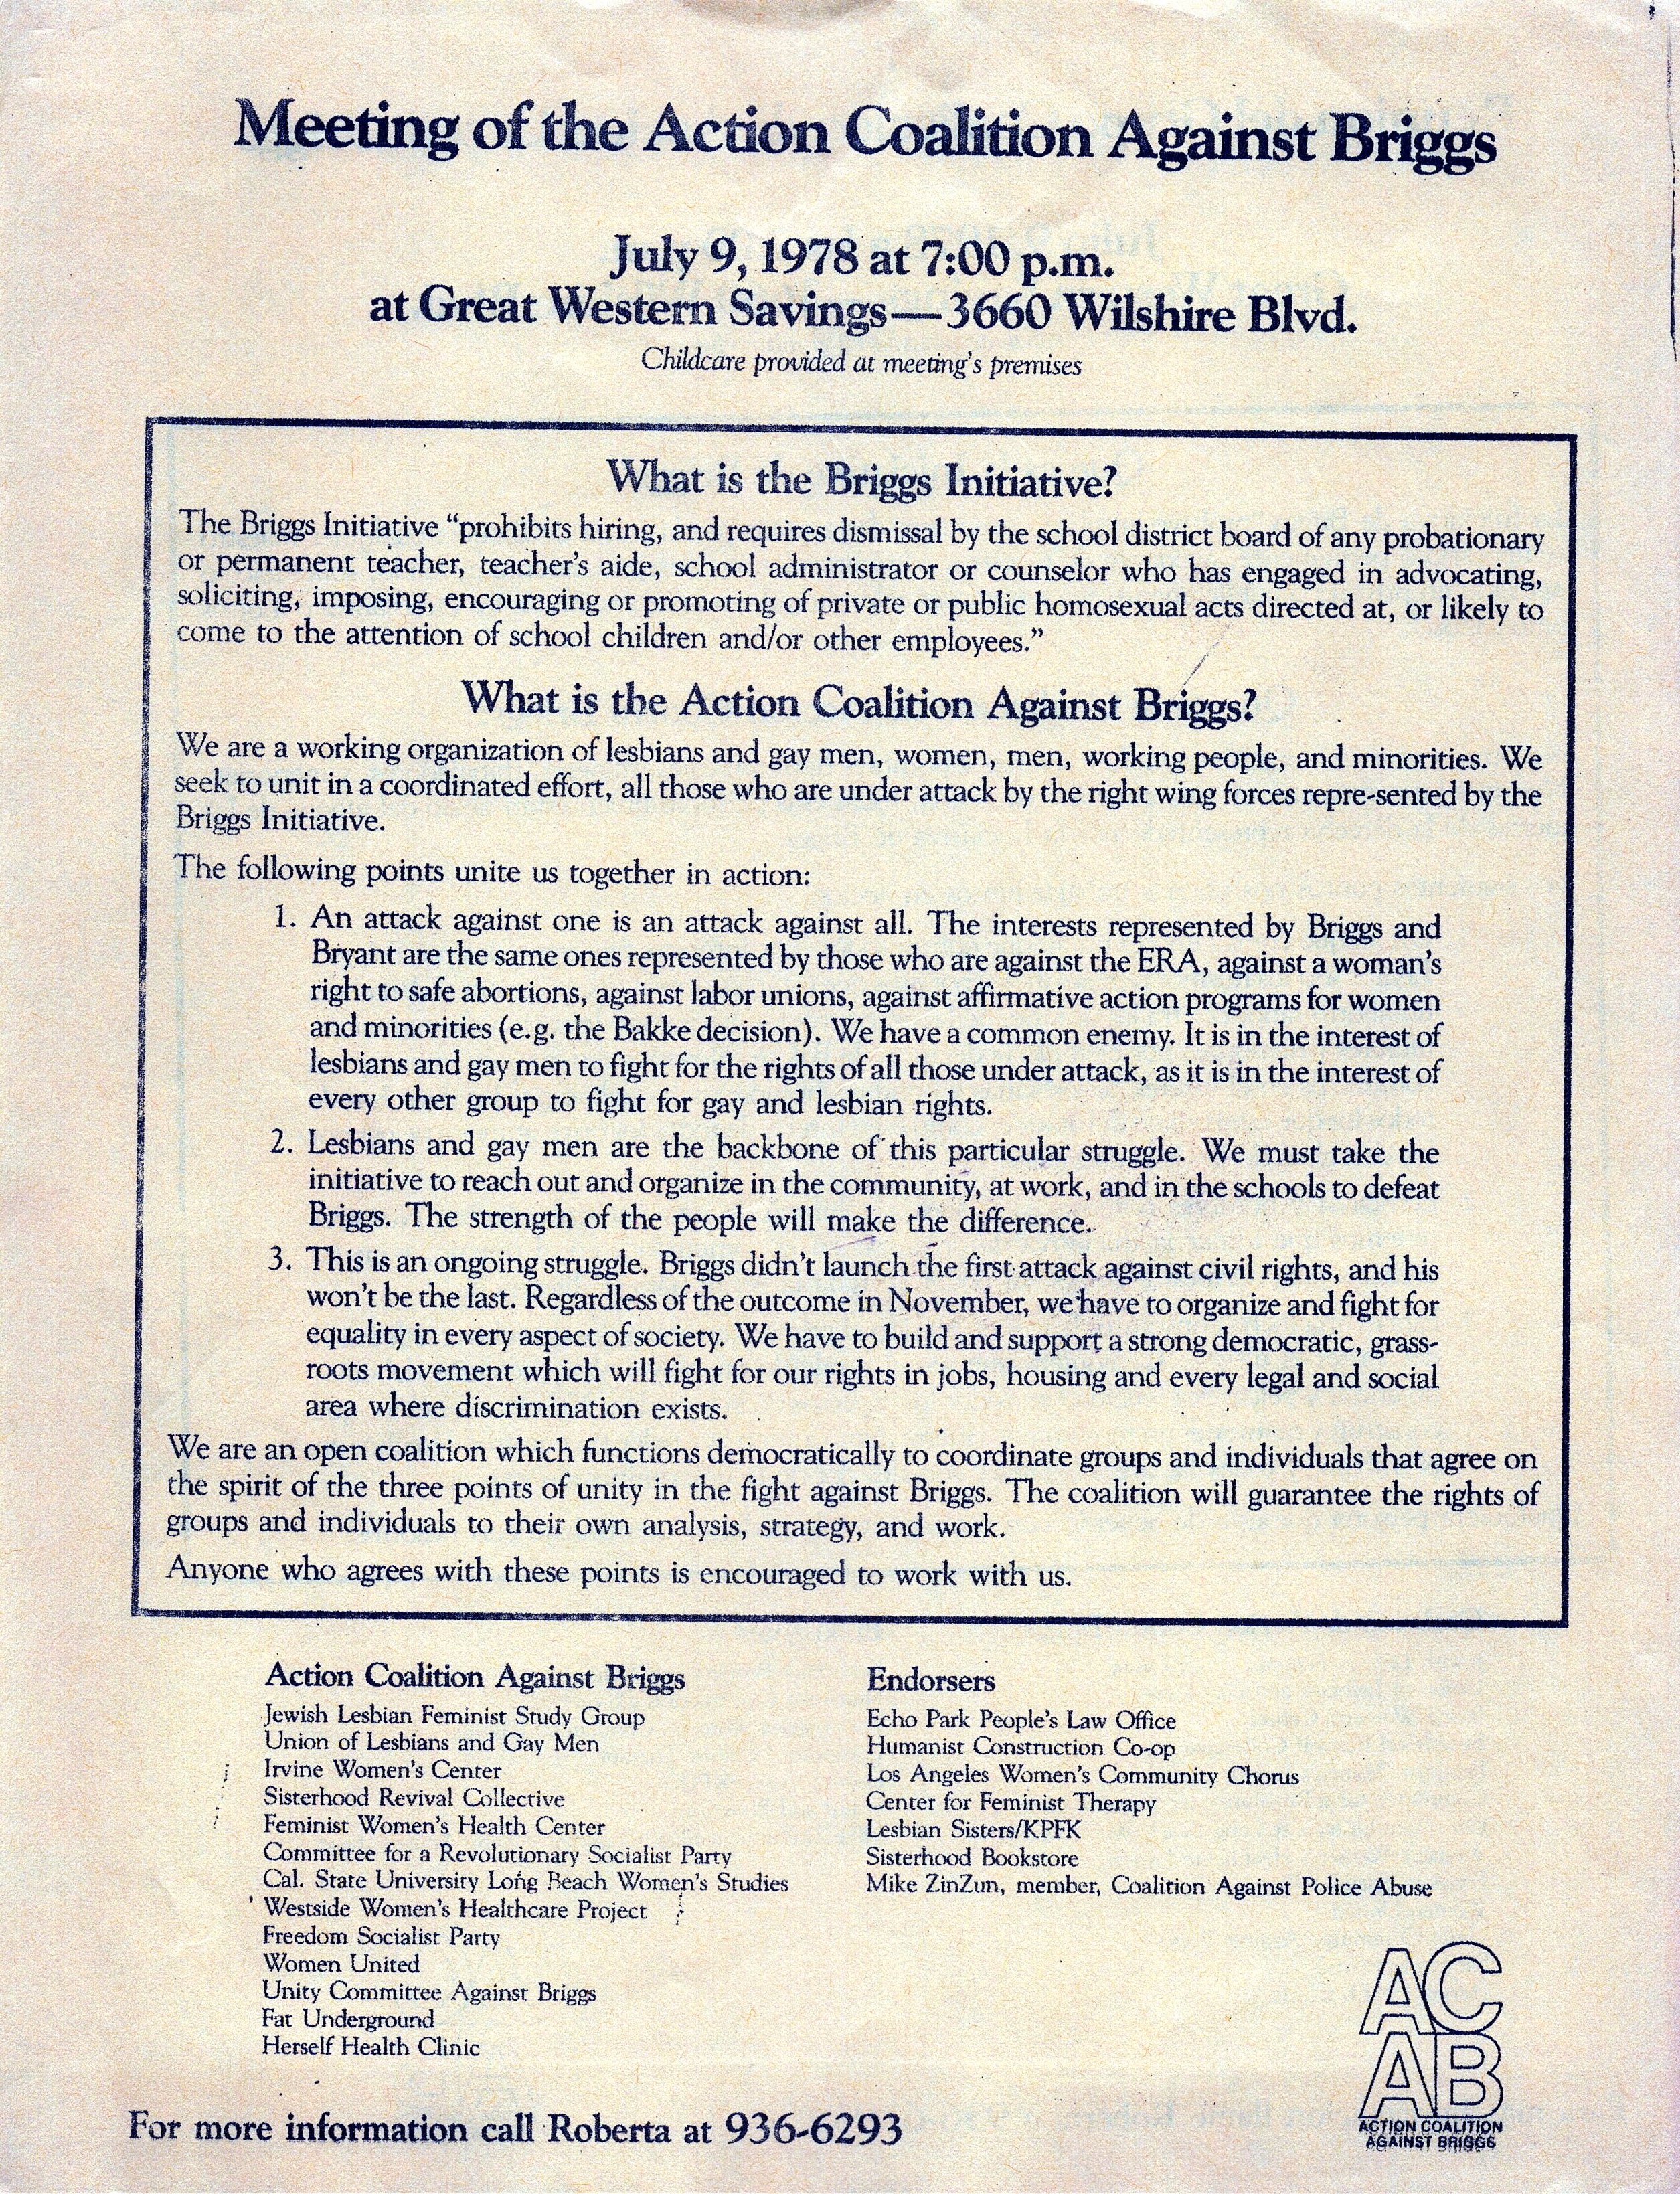 Meeting of the Action Coalition Against Briggs
July 9, 1978 at 7:00 p.m.
at Great Western Savings—3660 Wilshire Blvd.
Childcare provided at meeting's premises
What is the Briggs Initiative?
The Briggs Initiative “prohibits hiring, and requires dismissal by the school district board of any probationary
or permanent teacher, teacher's aide, school administrator or counselor who has engaged in advocating,
soliciting, imposing, encouraging or promoting of private or public homosexual acts directed at, or likely to
come to the attention of school children and/or other employees.”
What is the Action Coalition Against Briggs?
We are a working organization of lesbians and gay men, women, men, working people, and minorities. We
seek to unit in a coordinated effort, all those who are under attack by the right wing forces repre-sented by the
Briggs Initiative.
The following points unite us together in action:
1. An attack against one is an attack against all. The interests represented by Briggs and
Bryant are the same ones represented by those who are against the ERA, against a woman's
right to safe abortions, against labor unions, against affirmative action programs for women
and minorities (e.g. the Bakke decision). We have a common enemy. It is in the interest of
lesbians and gay men to fight for the rights of all those under attack, as it is in the interest of
every other group to fight for gay and lesbian rights.
2. Lesbians and gay men are the backbone of this particular struggle. We must take the
initiative to reach out and organize in the community, at work, and in the schools to defeat
Briggs. The strength of the people will make the difference.
3. This is an ongoing struggle. Briggs didn't launch the first attack against civil rights, and his
won't be the last. Regardless of the outcome in November, we have to organize and fight for
equality in every aspect of society. We have to build and support a strong democratic, grass-
roots movement which will fight for our rights in jobs, housing and every legal and social
area where discrimination exists.
We are an open coalition which functions democratically to coordinate groups and individuals that agree on
the spirit of the three points of unity in the fight against Briggs. The coalition will guarantee the rights of
groups and individuals to their own analysis, strategy, and work.
Anyone who agrees with these points is encouraged to work with us.
Action Coalition Against Briggs
Jewish Lesbian Feminist Study Group
Union of Lesbians and Gay Men
Irvine Women's Center
Sisterhood Revival Collective
Feminist Women's Health Center
Committee for a Revolutionary Socialist Party
Cal. State University Long Beach Women's Studies
Westside Women's Healthcare Project
Freedom Socialist Party
Women United
Unity Committee Against Briggs
Fat Underground
Herself Health Clinic
Endorsers
Echo Park People's Law Office
Humanist Construction Co-op
Los Angeles Women's Community Chorus
Center for Feminist Therapy
Lesbian Sisters/KPFK
Sisterhood Bookstore
Mike ZinZun, member, Coalition Against Police Abuse
For more information call Roberta at 936-6293
AC
AB
ACTION COALITION
AGAINST BRIGGS